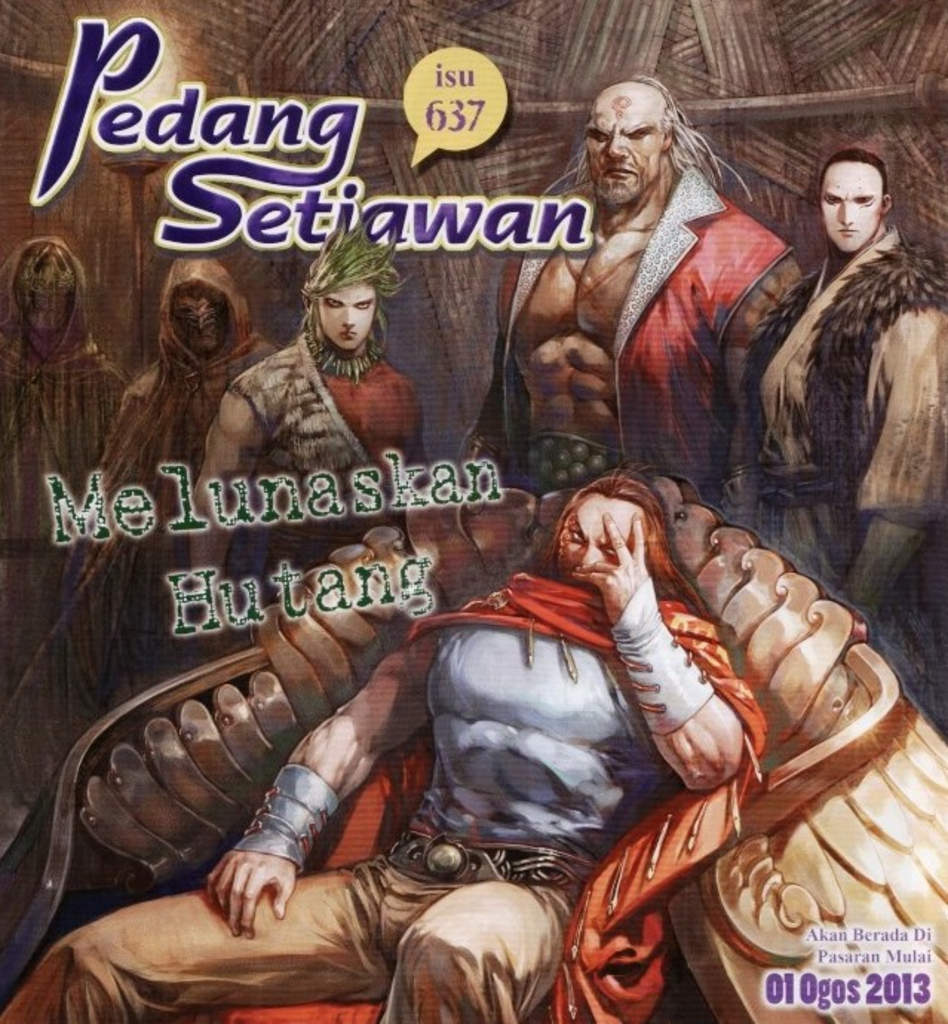 Pedang
Setiawan
isu
637
Melunaskan
Hutang
Akan Berada Di
Pasaran Mulai
01 Ogos 2013